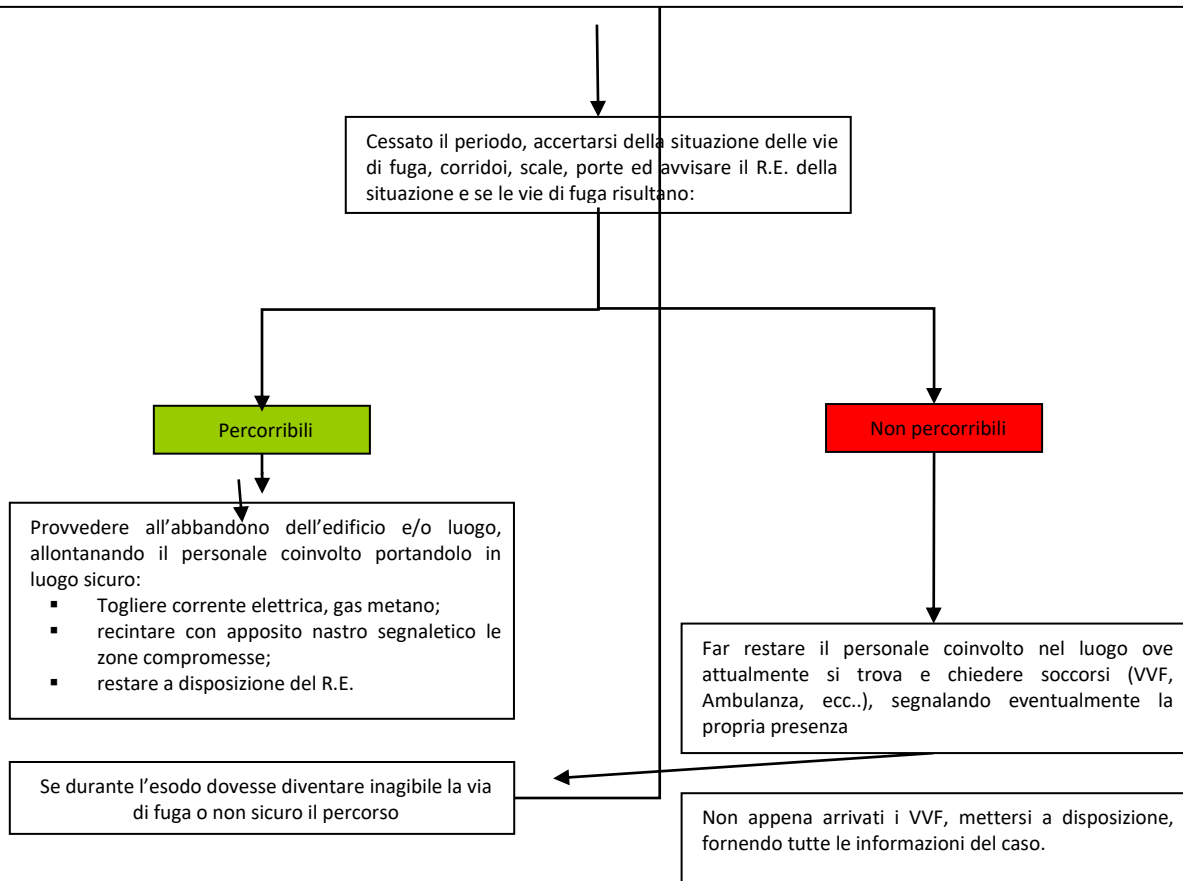 Cessato il periodo, accertarsi della situazione delle vie
di fuga, corridoi, scale, porte ed avvisare il R.E. della
situazione e se le vie di fuga risultano:
Percorribili
Non percorribili
Provvedere all’abbandono dell’edificio e/o luogo,
allontanando il personale coinvolto portandolo in
luogo sicuro:
▪ Togliere corrente elettrica, gas metano;
▪ recintare con apposito nastro segnaletico le
zone compromesse;
▪ restare a disposizione del R.E.
Far restare il personale coinvolto nel luogo ove
attualmente si trova e chiedere soccorsi (VVF,
Ambulanza, ecc..), segnalando eventualmente la
propria presenza
Se durante l’esodo dovesse diventare inagibile la via
di fuga o non sicuro il percorso
Non appena arrivati i VVF, mettersi a disposizione,
fornendo tutte le informazioni del caso.